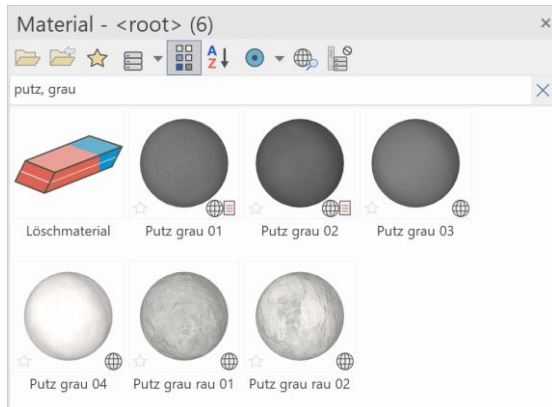 Material - <root> (6)
putz, grau
Löschmaterial Putz grau 01 Putz grau 02 Putz grau 03
Putz grau 04 Putz grau rau 01 Putz grau rau 02